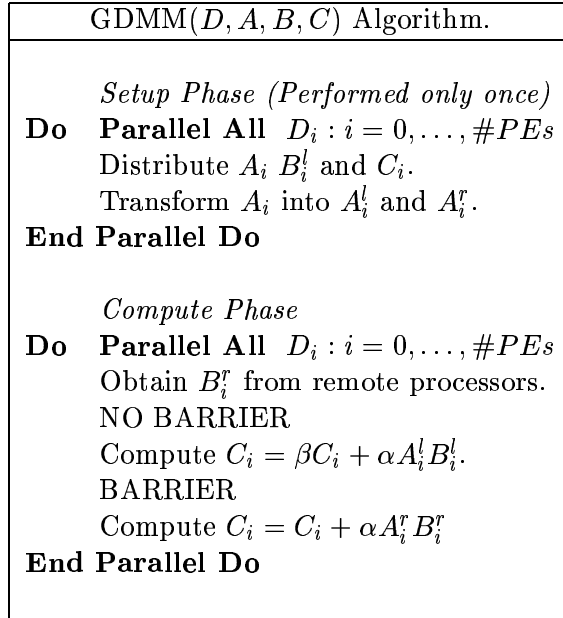 GDMM(D, A, B, C) Algorithm.
Setup Phase (Performed only once)
Do Parallel All D_i : i = 0, . . . , #PEs
Distribute A_i B_i^l and C_i.
Transform A_i into A_i^l and A_i^r.
End Parallel Do
Compute Phase
Do Parallel All D_i : i = 0, . . . , #PEs
Obtain B_i^r from remote processors.
NO BARRIER
Compute C_i = βC_i + αA_i^l B_i^l.
BARRIER
Compute C_i = C_i + αA_i^r B_i^r
End Parallel Do